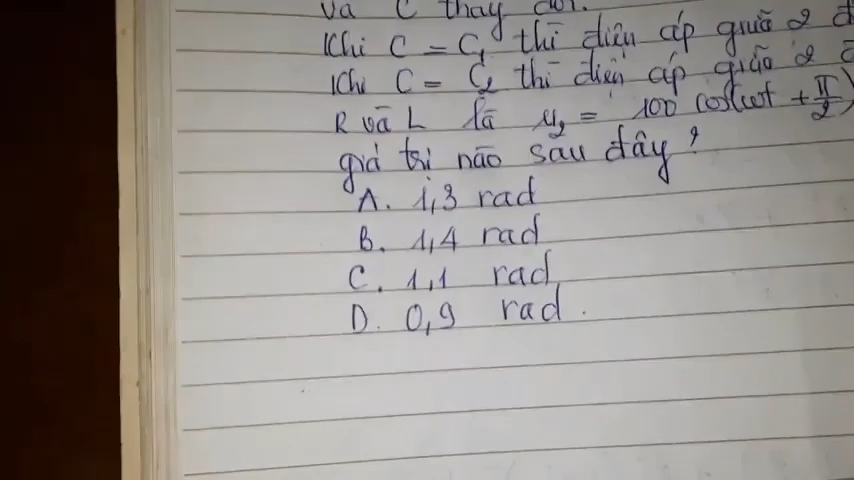 và C thay đổi.
Khi C = C₁ thì điện áp giữa 2 đ
Khi C = C₂ thì điện áp giữa 2 đ
R và L là u₂ = 100 cos(ωt + π/2)
giá trị nào sau đây?
A. 1,3 rad
B. 1,4 rad
C. 1,1 rad
D. 0,9 rad.